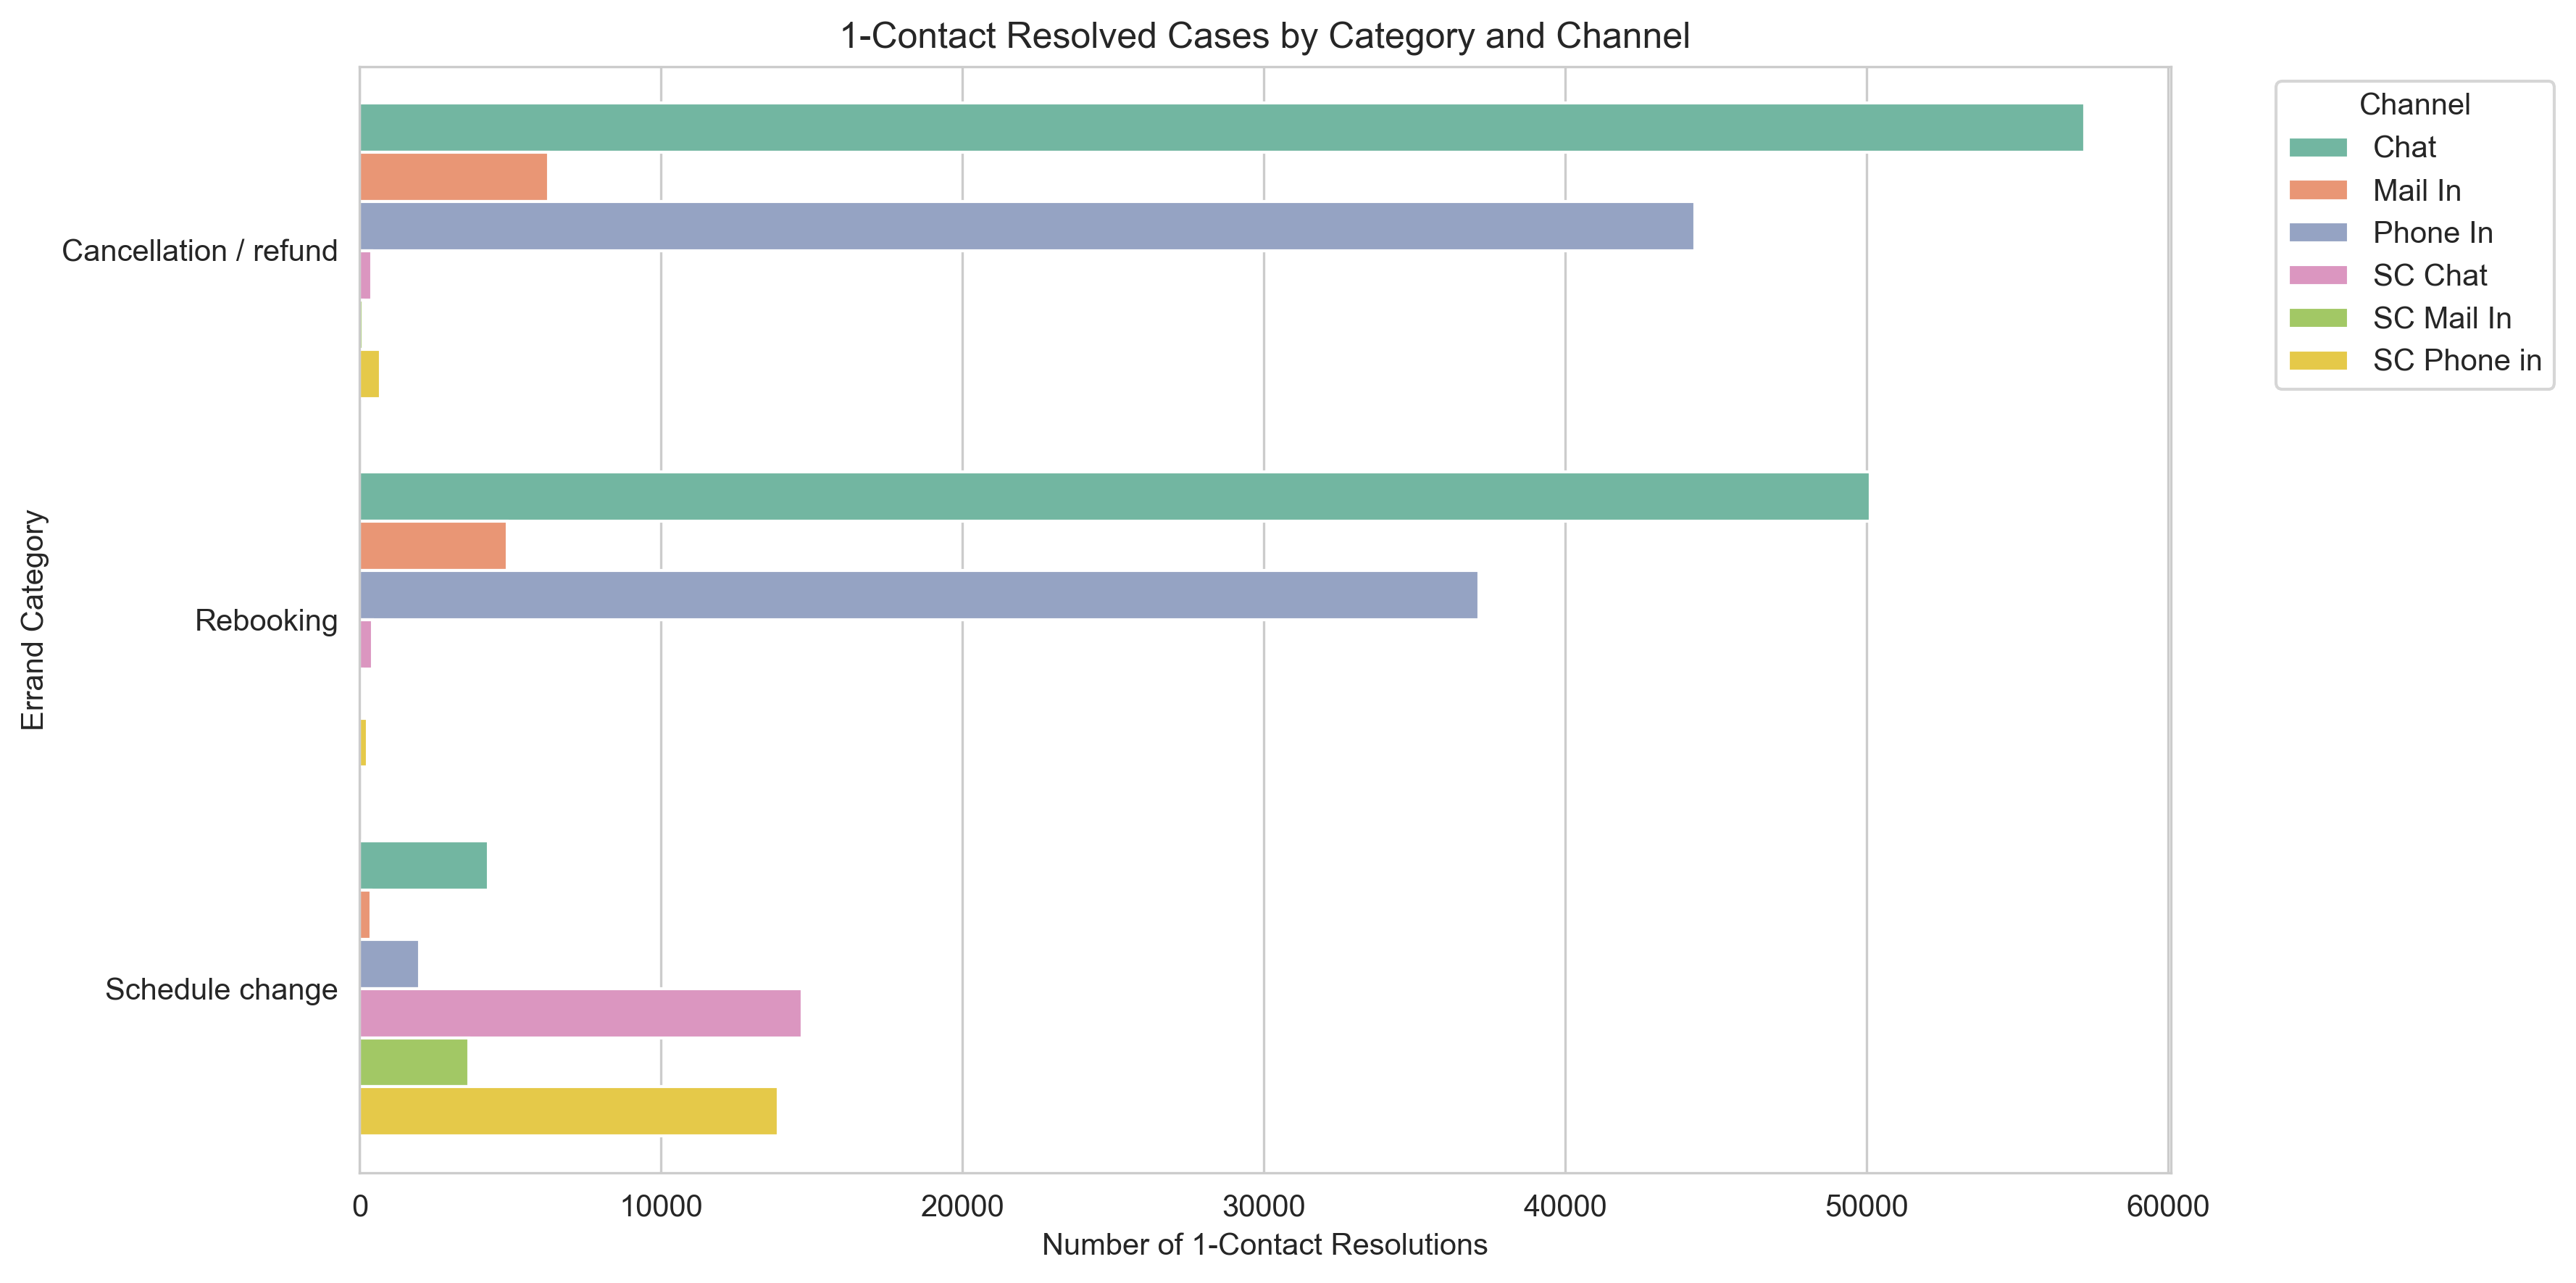 1-Contact Resolved Cases by Category and Channel
Channel
Chat
Mail In
Phone In
SC Chat
SC Mail In
SC Phone in
Errand Category
Cancellation / refund
Rebooking
Schedule change
0 10000 20000 30000 40000 50000 60000
Number of 1-Contact Resolutions